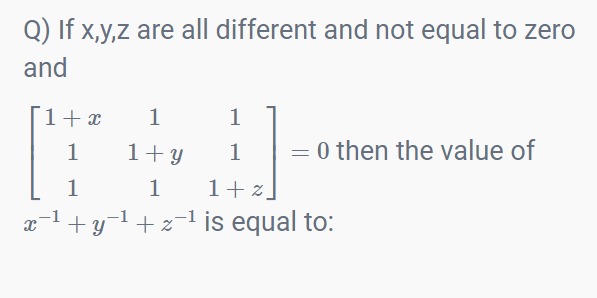 Q) If x,y,z are all different and not equal to zero
and
[1 + x 1 1
1 1 + y 1
1 1 1 + z] = 0 then the value of
x⁻¹ + y⁻¹ + z⁻¹ is equal to: